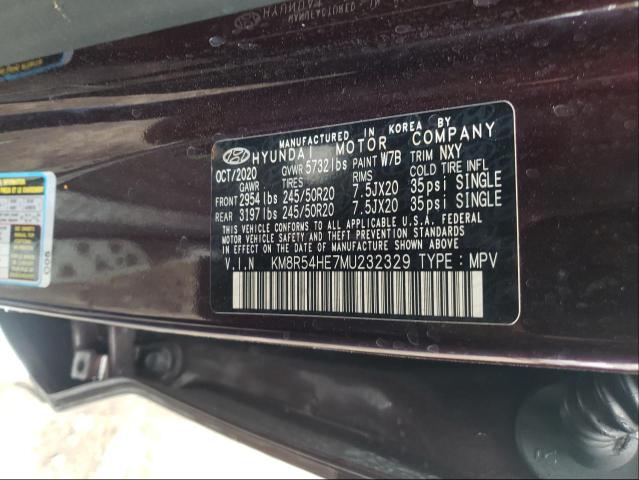 MANUFACTURED IN KOREA BY
HYUNDAI MOTOR COMPANY
OCT/2020 GVWR 5732lbs PAINT W7B TRIM NXY
GAWR TIRES RIMS COLD TIRE INFL
FRONT 2954lbs 245/50R20 7.5JX20 35psi SINGLE
REAR 3197lbs 245/50R20 7.5JX20 35psi SINGLE
THIS VEHICLE CONFORMS TO ALL APPLICABLE U.S.A. FEDERAL
MOTOR VEHICLE SAFETY, BUMPER, AND THEFT
PREVENTION STANDARDS IN EFFECT ON THE DATE OF
MANUFACTURE SHOWN ABOVE.
V.I.N KM8R54HE7MU232329 TYPE : MPV